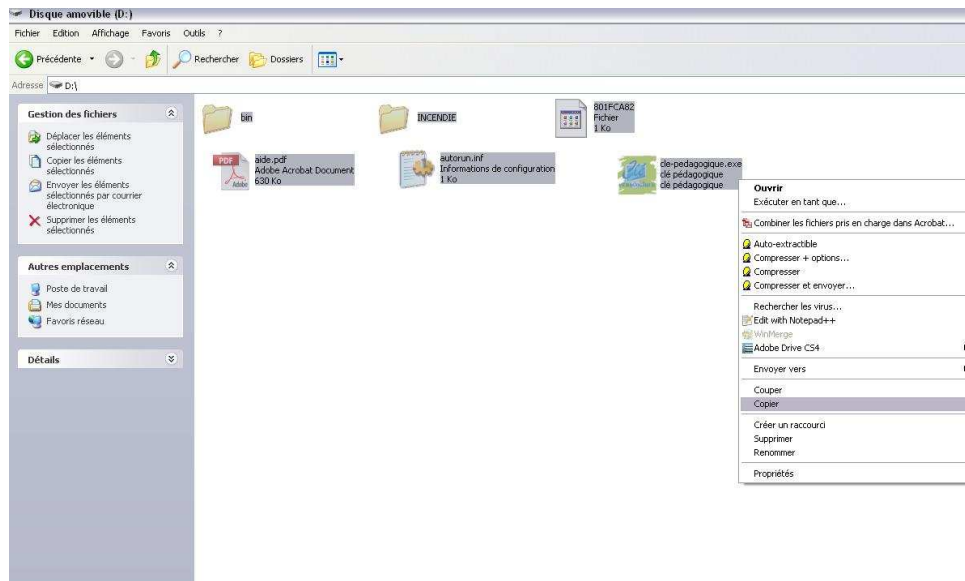 Disque amovible (D:)
Fichier Edition Affichage Favoris Outils ?
Précédente Rechercher Dossiers
Adresse D:\
Gestion des fichiers
Déplacer les éléments
sélectionnés
Copier les éléments
sélectionnés
Envoyer les éléments
sélectionnés par courrier
électronique
Supprimer les éléments
sélectionnés
Autres emplacements
Poste de travail
Mes documents
Favoris réseau
Détails
bin
INCENDIE
801FCA82
Fichier
1 Ko
PDF
Adobe
aide.pdf
Adobe Acrobat Document
630 Ko
autorun.inf
Informations de configuration
1 Ko
cle-pedagogique.exe
clé pédagogique
clé pédagogique
Ouvrir
Exécuter en tant que...
Combiner les fichiers pris en charge dans Acrobat...
Auto-extractible
Compresser + options...
Compresser
Compresser et envoyer...
Rechercher les virus...
Edit with Notepad++
WinMerge
Adobe Drive CS4
Envoyer vers
Couper
Copier
Créer un raccourci
Supprimer
Renommer
Propriétés